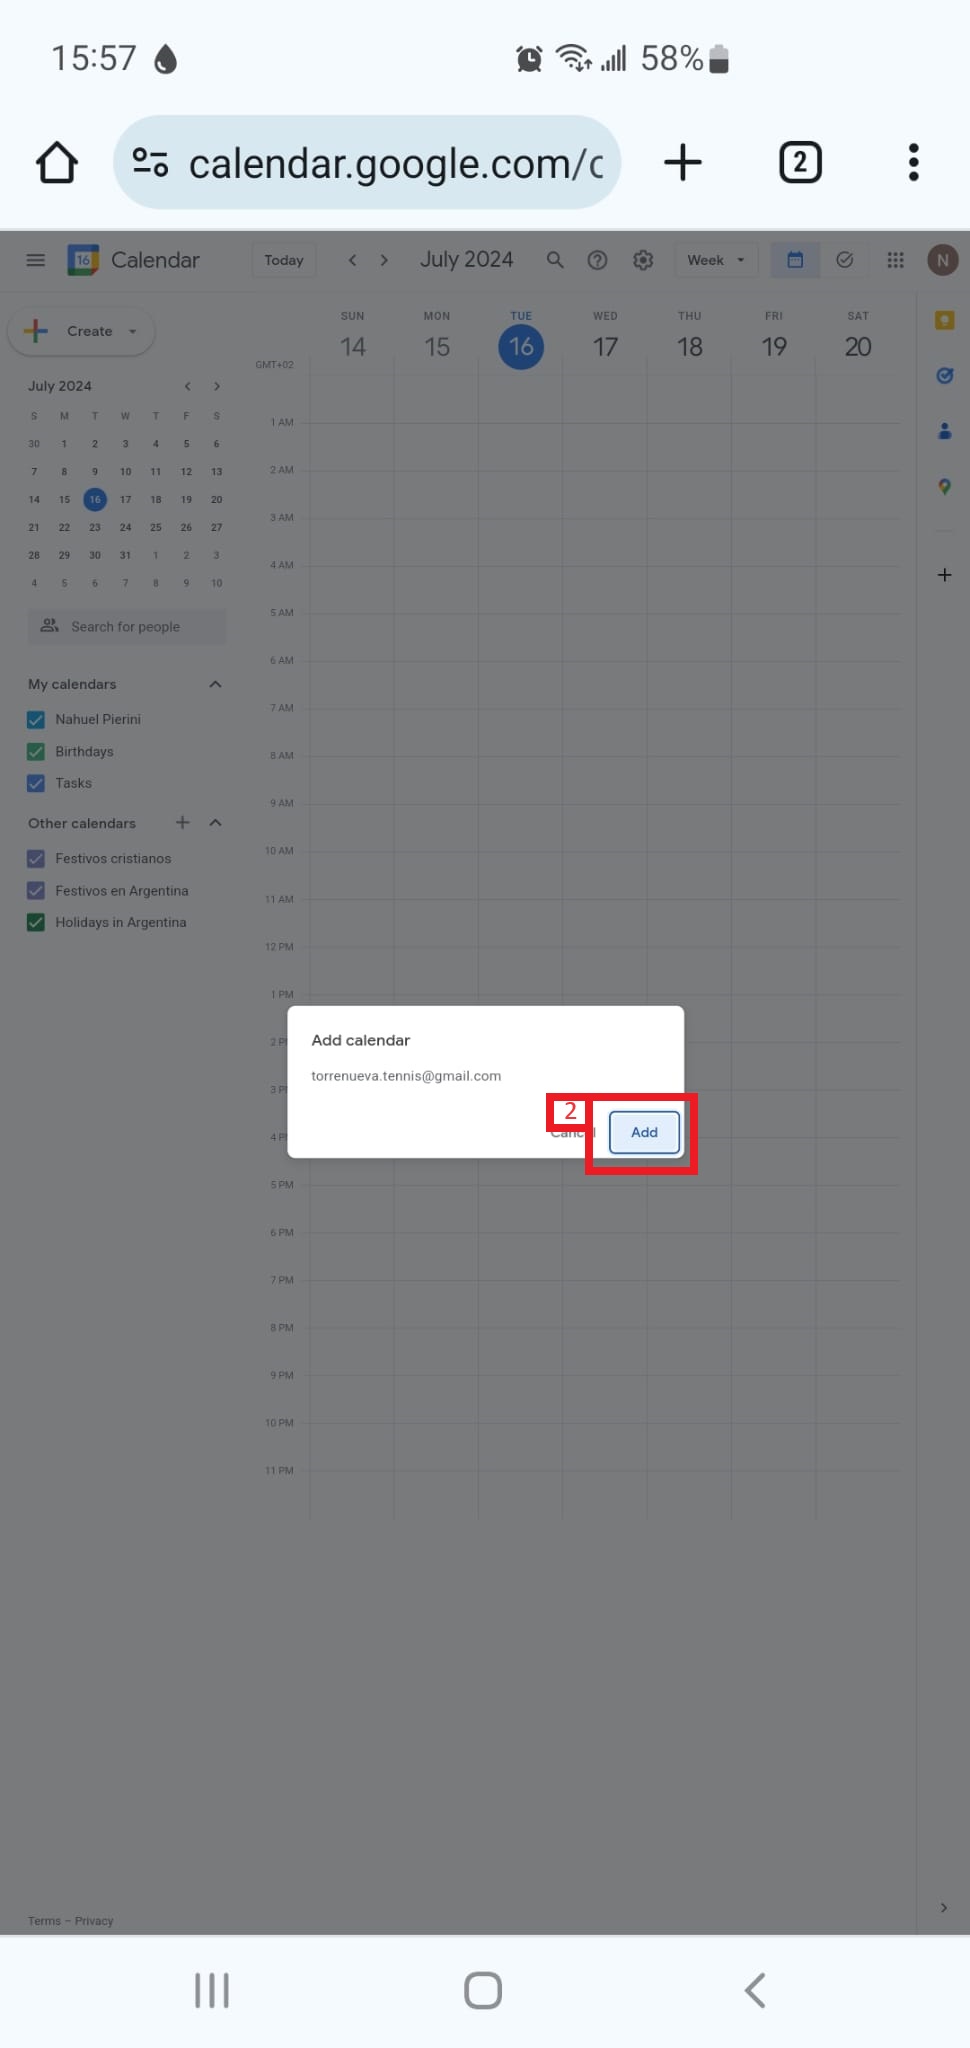 15:57
58%
calendar.google.com/c
2
16
Calendar
Today
July 2024
Week
N
Create
SUN MON TUE WED THU FRI SAT
14 15 16 17 18 19 20
GMT+02
July 2024
S M T W T F S
30 1 2 3 4 5 6
7 8 9 10 11 12 13
14 15 16 17 18 19 20
21 22 23 24 25 26 27
28 29 30 31 1 2 3
4 5 6 7 8 9 10
Search for people
My calendars
Nahuel Pierini
Birthdays
Tasks
Other calendars
Festivos cristianos
Festivos en Argentina
Holidays in Argentina
1 AM
2 AM
3 AM
4 AM
5 AM
6 AM
7 AM
8 AM
9 AM
10 AM
11 AM
12 PM
1 PM
2 P
3 P
4 P
5 PM
6 PM
7 PM
8 PM
9 PM
10 PM
11 PM
Add calendar
torrenueva.tennis@gmail.com
2
Cancel
Add
Terms – Privacy